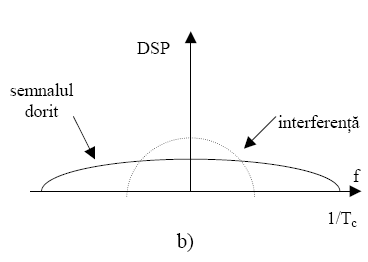 DSP
semnalul
dorit
interferență
f
1/Tc
b)